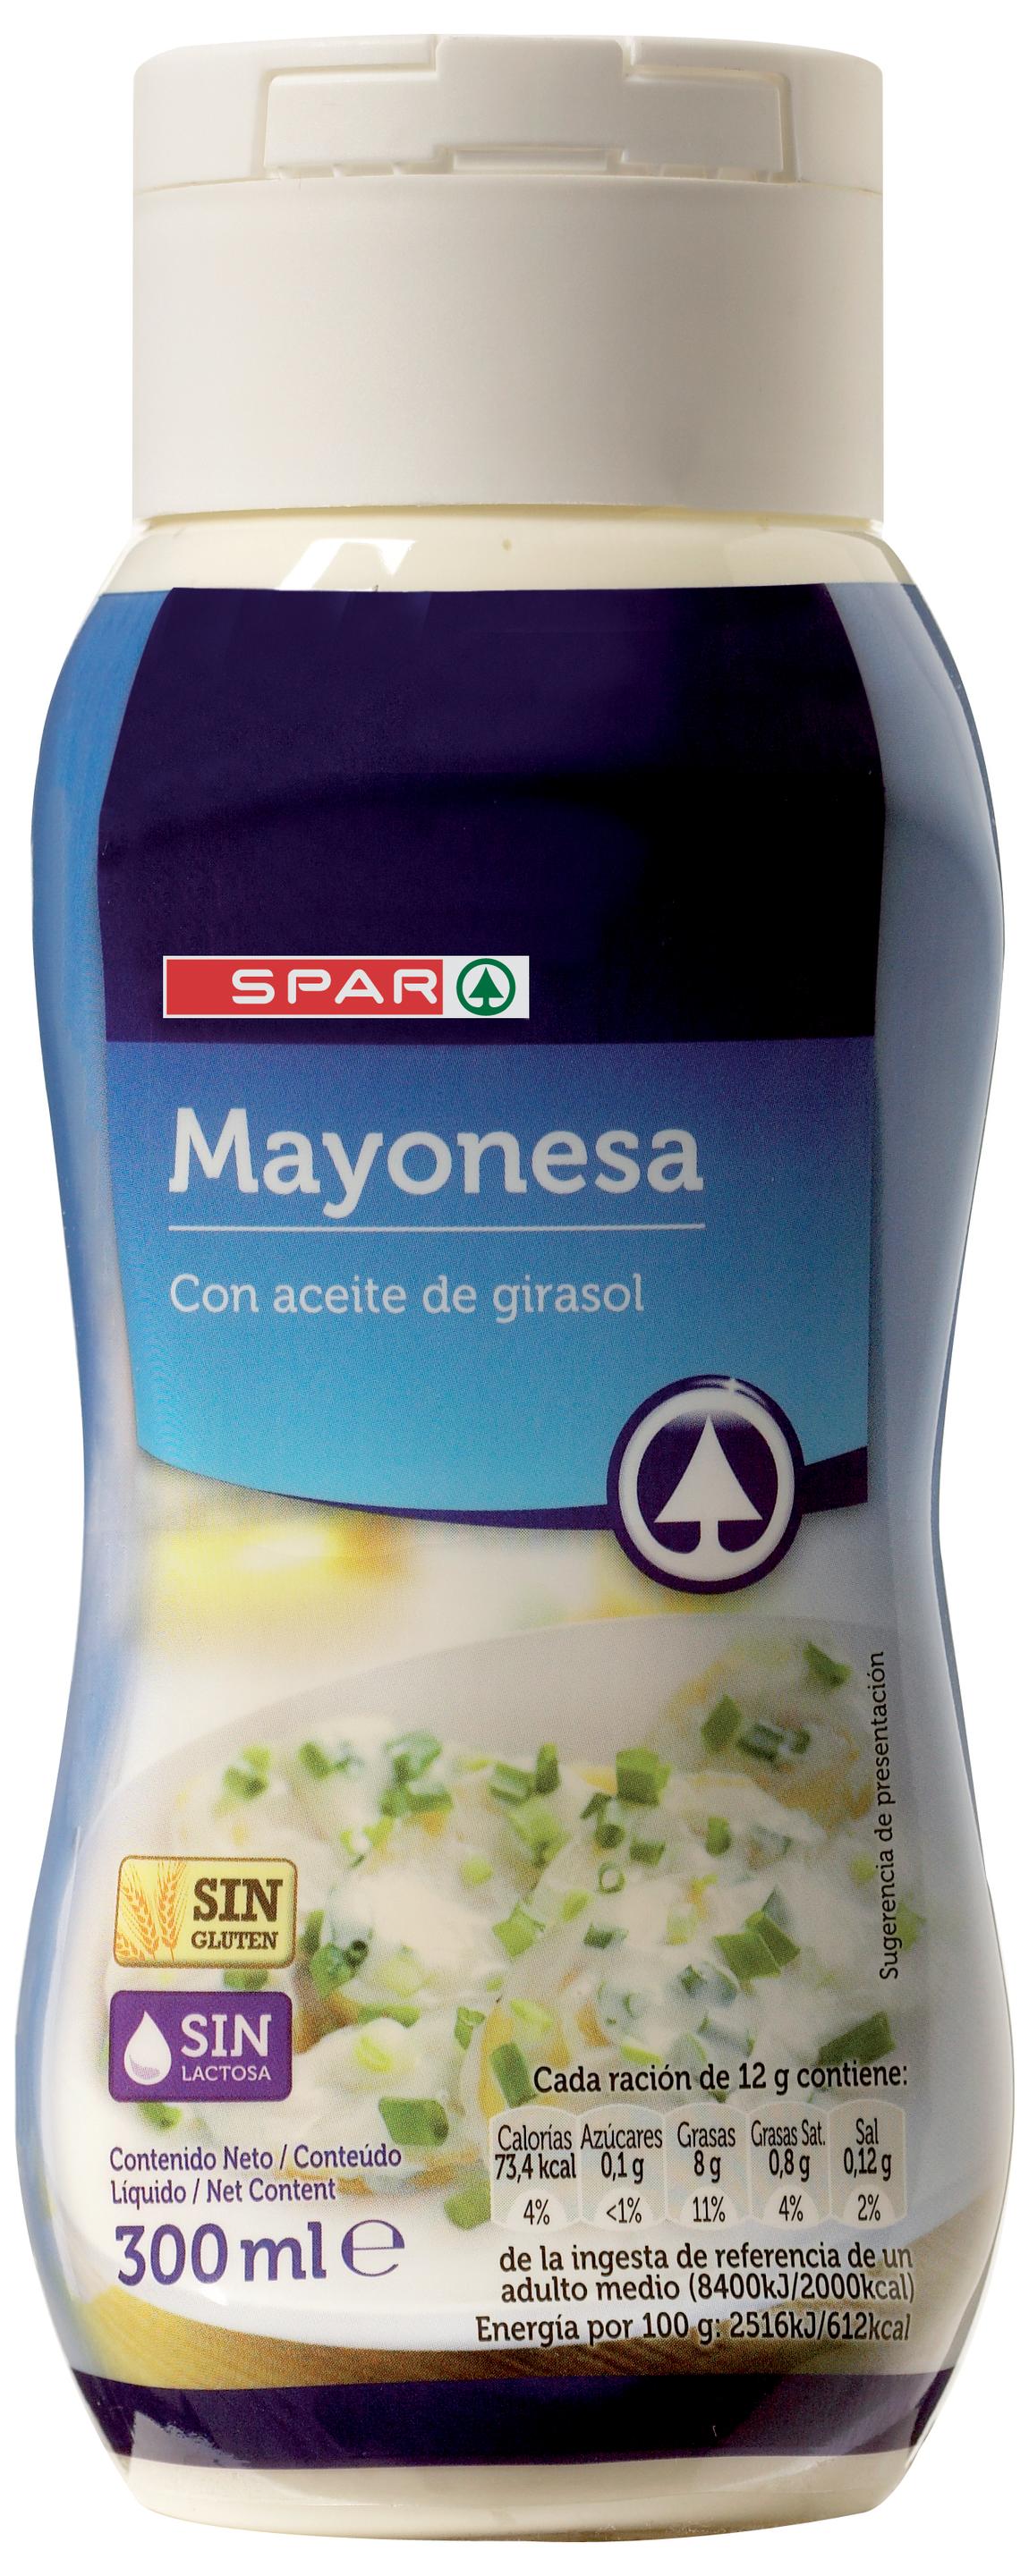 SPAR
Mayonesa
Con aceite de girasol
Sugerencia de presentación
SIN
GLUTEN
SIN
LACTOSA
Cada ración de 12 g contiene:
Calorías Azúcares Grasas Grasas Sat. Sal
73,4 kcal 0,1 g 8 g 0,8 g 0,12 g
4% <1% 11% 4% 2%
de la ingesta de referencia de un
adulto medio (8400kJ/2000kcal)
Energía por 100 g: 2516kJ/612kcal
Contenido Neto / Conteúdo
Líquido / Net Content
300 ml ℮